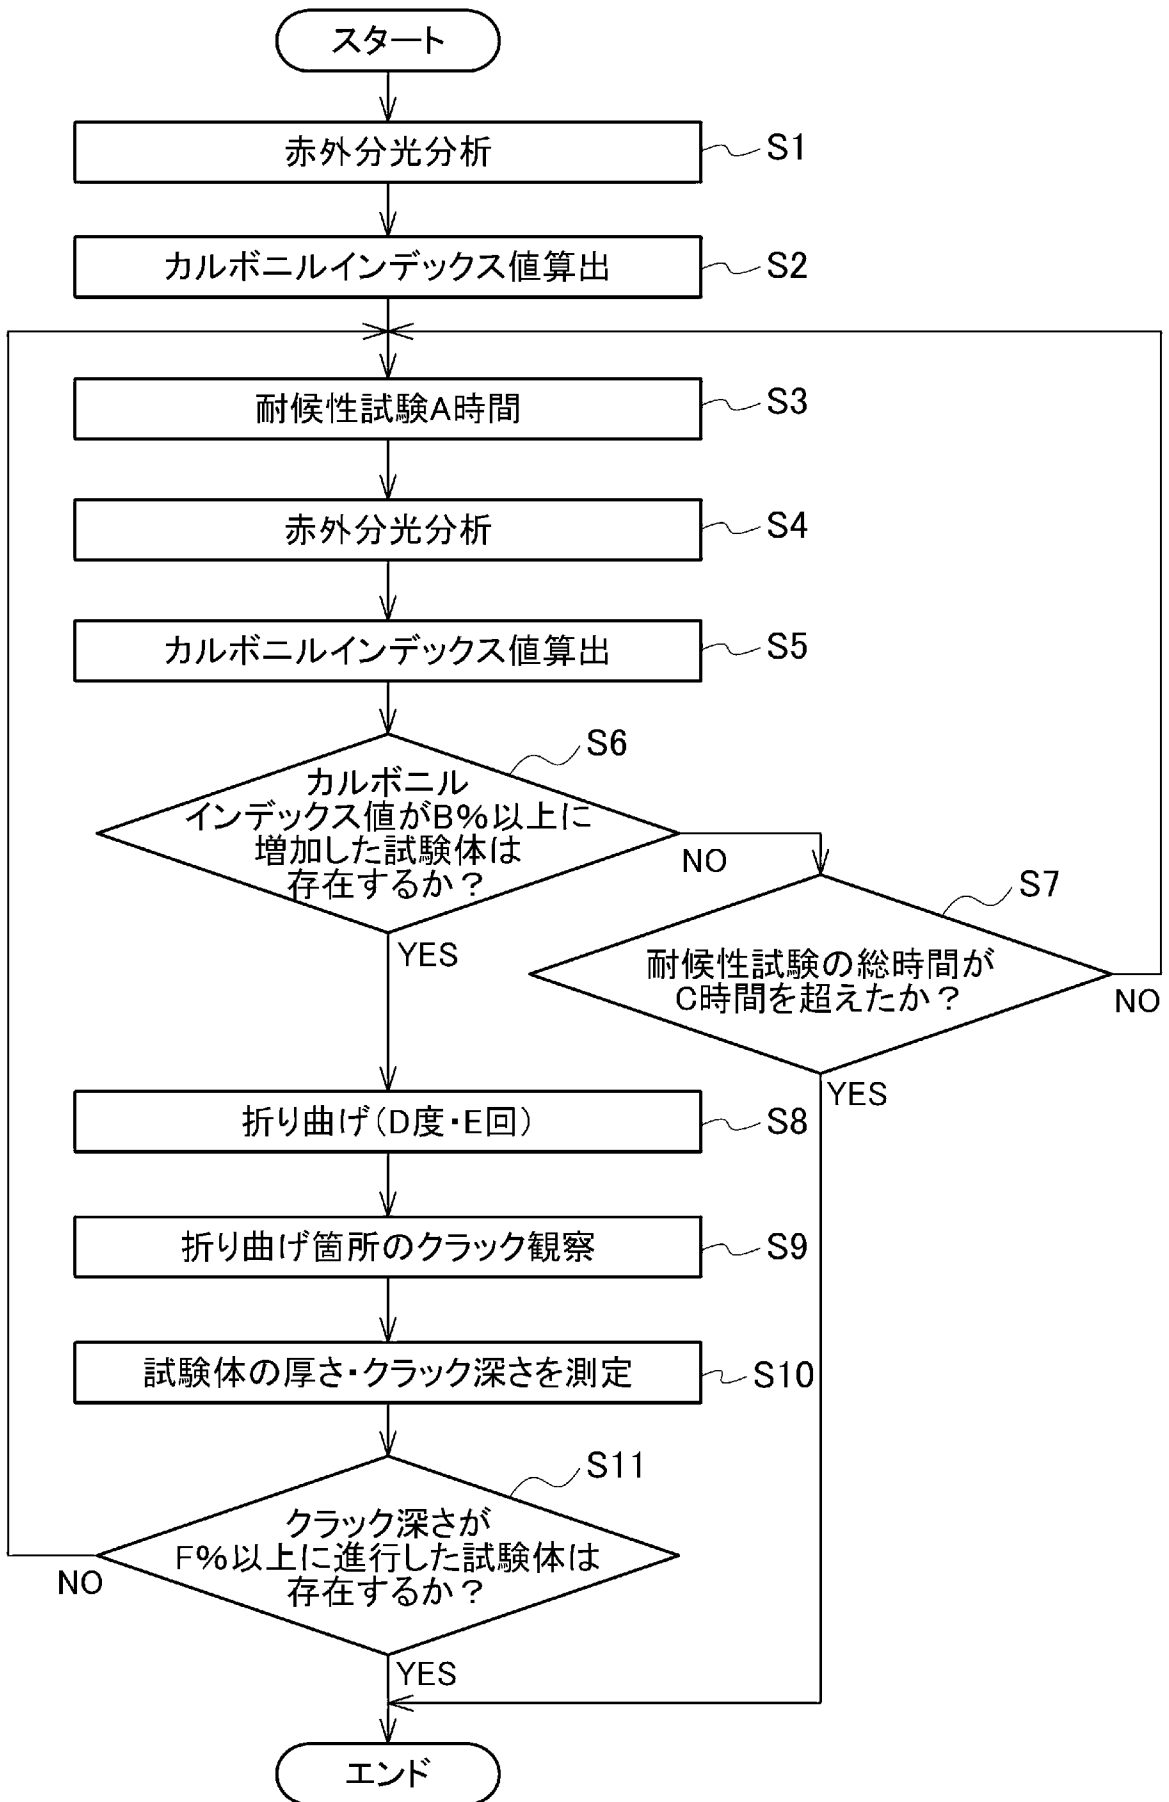 スタート
赤外分光分析
S1
カルボニルインデックス値算出
S2
耐候性試験A時間
S3
赤外分光分析
S4
カルボニルインデックス値算出
S5
S6
カルボニル
インデックス値がB%以上に
増加した試験体は
存在するか？
NO
YES
S7
耐候性試験の総時間が
C時間を超えたか？
NO
YES
折り曲げ(D度・E回)
S8
折り曲げ箇所のクラック観察
S9
試験体の厚さ・クラック深さを測定
S10
S11
クラック深さが
F%以上に進行した試験体は
存在するか？
NO
YES
エンド